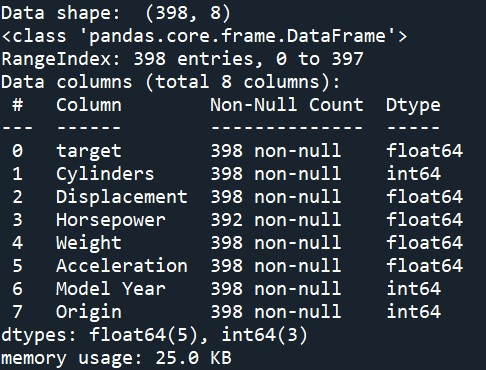 Data shape:  (398, 8)
<class 'pandas.core.frame.DataFrame'>
RangeIndex: 398 entries, 0 to 397
Data columns (total 8 columns):
 #   Column        Non-Null Count  Dtype
---  ------        --------------  -----
 0   target        398 non-null    float64
 1   Cylinders     398 non-null    int64
 2   Displacement  398 non-null    float64
 3   Horsepower    392 non-null    float64
 4   Weight        398 non-null    float64
 5   Acceleration  398 non-null    float64
 6   Model Year    398 non-null    int64
 7   Origin        398 non-null    int64
dtypes: float64(5), int64(3)
memory usage: 25.0 KB